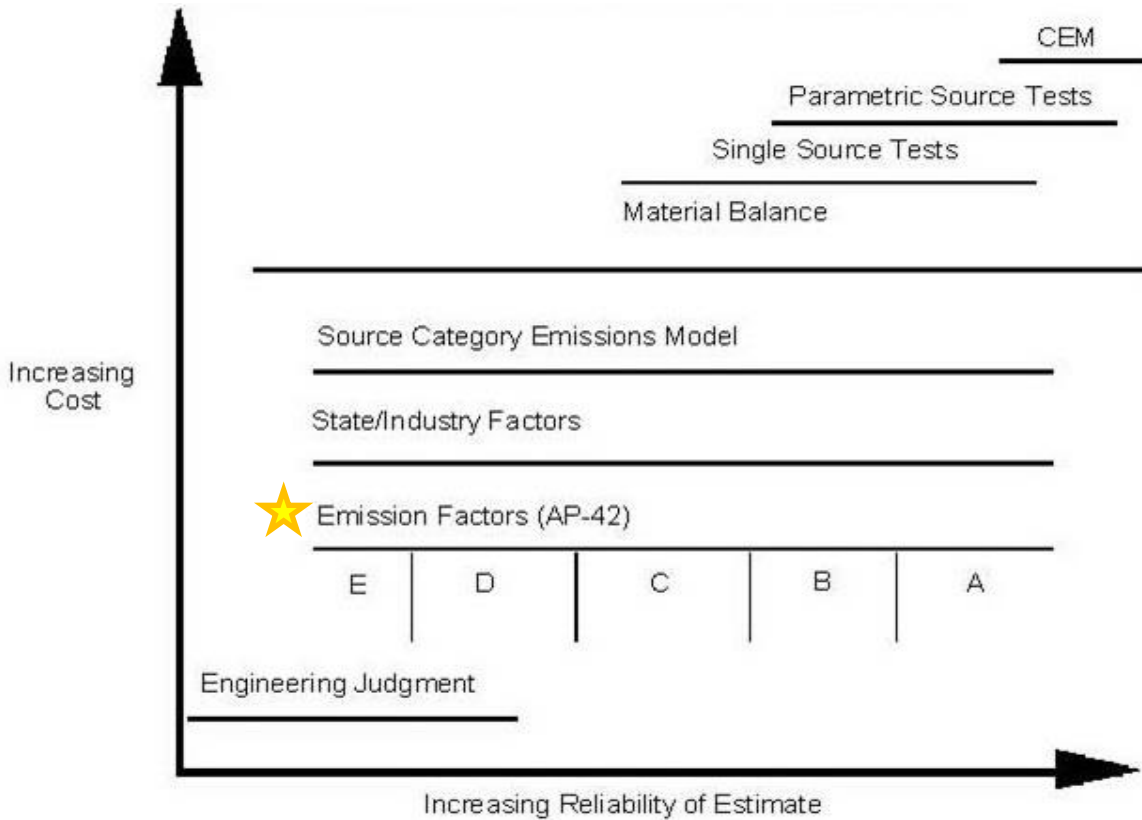 CEM
Parametric Source Tests
Single Source Tests
Material Balance
Source Category Emissions Model
Increasing
Cost
State/Industry Factors
Emission Factors (AP-42)
E D C B A
Engineering Judgment
Increasing Reliability of Estimate